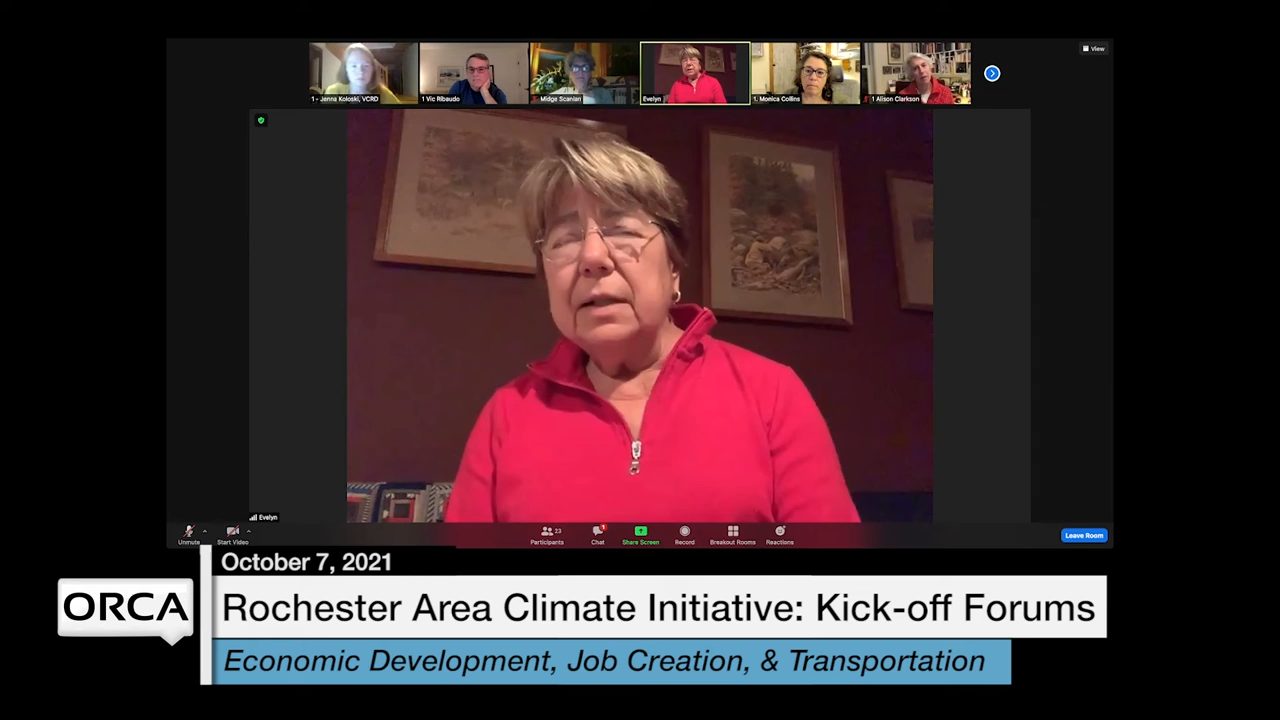 View
1 - Jenna Koloski, VCRD
1 Vic Ribaudo
Midge Scanlan
Evelyn
1. Monica Collins
1 Alison Clarkson
Evelyn
Unmute
Start Video
Participants
23
Chat
1
Share Screen
Record
Breakout Rooms
Reactions
Leave Room
October 7, 2021
ORCA
Rochester Area Climate Initiative: Kick-off Forums
Economic Development, Job Creation, & Transportation